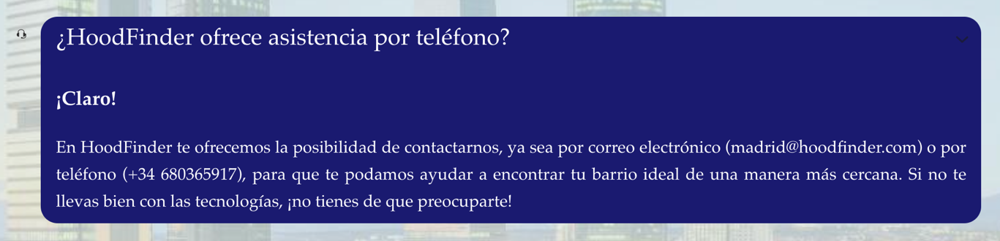 ¿HoodFinder ofrece asistencia por teléfono?
¡Claro!
En HoodFinder te ofrecemos la posibilidad de contactarnos, ya sea por correo electrónico (madrid@hoodfinder.com) o por
teléfono (+34 680365917), para que te podamos ayudar a encontrar tu barrio ideal de una manera más cercana. Si no te
llevas bien con las tecnologías, ¡no tienes de que preocuparte!